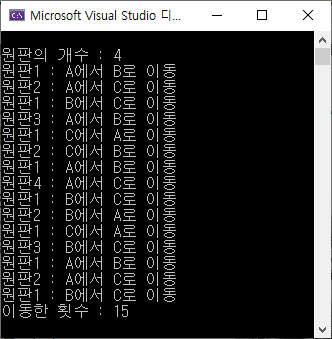 Microsoft Visual Studio 디...
원판의 개수 : 4
원판1 : A에서 B로 이동
원판2 : A에서 C로 이동
원판1 : B에서 C로 이동
원판3 : A에서 B로 이동
원판1 : C에서 A로 이동
원판2 : C에서 B로 이동
원판1 : A에서 B로 이동
원판4 : A에서 C로 이동
원판1 : B에서 C로 이동
원판2 : B에서 A로 이동
원판1 : C에서 A로 이동
원판3 : B에서 C로 이동
원판1 : A에서 B로 이동
원판2 : A에서 C로 이동
원판1 : B에서 C로 이동
이동한 횟수 : 15